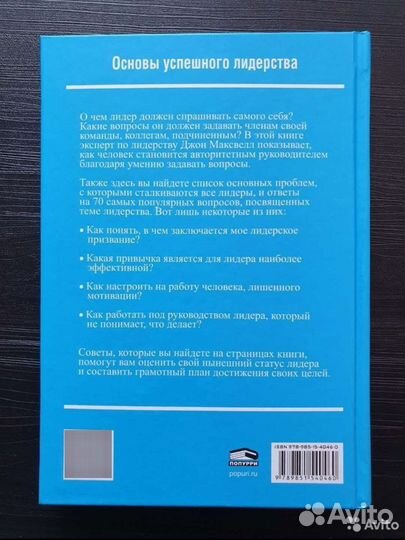 Основы успешного лидерства
О чем лидер должен спрашивать самого себя?
Какие вопросы он должен задавать членам своей
команды, коллегам, подчиненным? В этой книге
эксперт по лидерству Джон Максвелл показывает,
как человек становится авторитетным руководителем
благодаря умению задавать вопросы.
Также здесь вы найдете список основных проблем,
с которыми сталкиваются все лидеры, и ответы
на 70 самых популярных вопросов, посвященных
теме лидерства. Вот лишь некоторые из них:
• Как понять, в чем заключается мое лидерское
призвание?
• Какая привычка является для лидера наиболее
эффективной?
• Как настроить на работу человека, лишенного
мотивации?
• Как работать под руководством лидера, который
не понимает, что делает?
Советы, которые вы найдете на страницах книги,
помогут вам оценить свой нынешний статус лидера
и составить грамотный план достижения своих целей.
ПОПУРРИ
popuri.ru
ISBN 978-985-15-4046-0
9 789851 540460
Avito
Avito